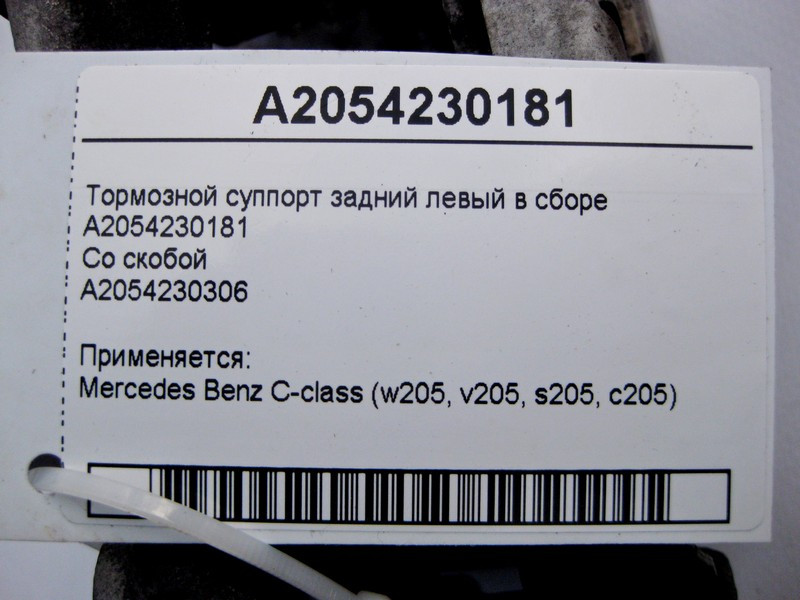 A2054230181
Тормозной суппорт задний левый в сборе
A2054230181
Со скобой
A2054230306
Применяется:
Mercedes Benz C-class (w205, v205, s205, c205)